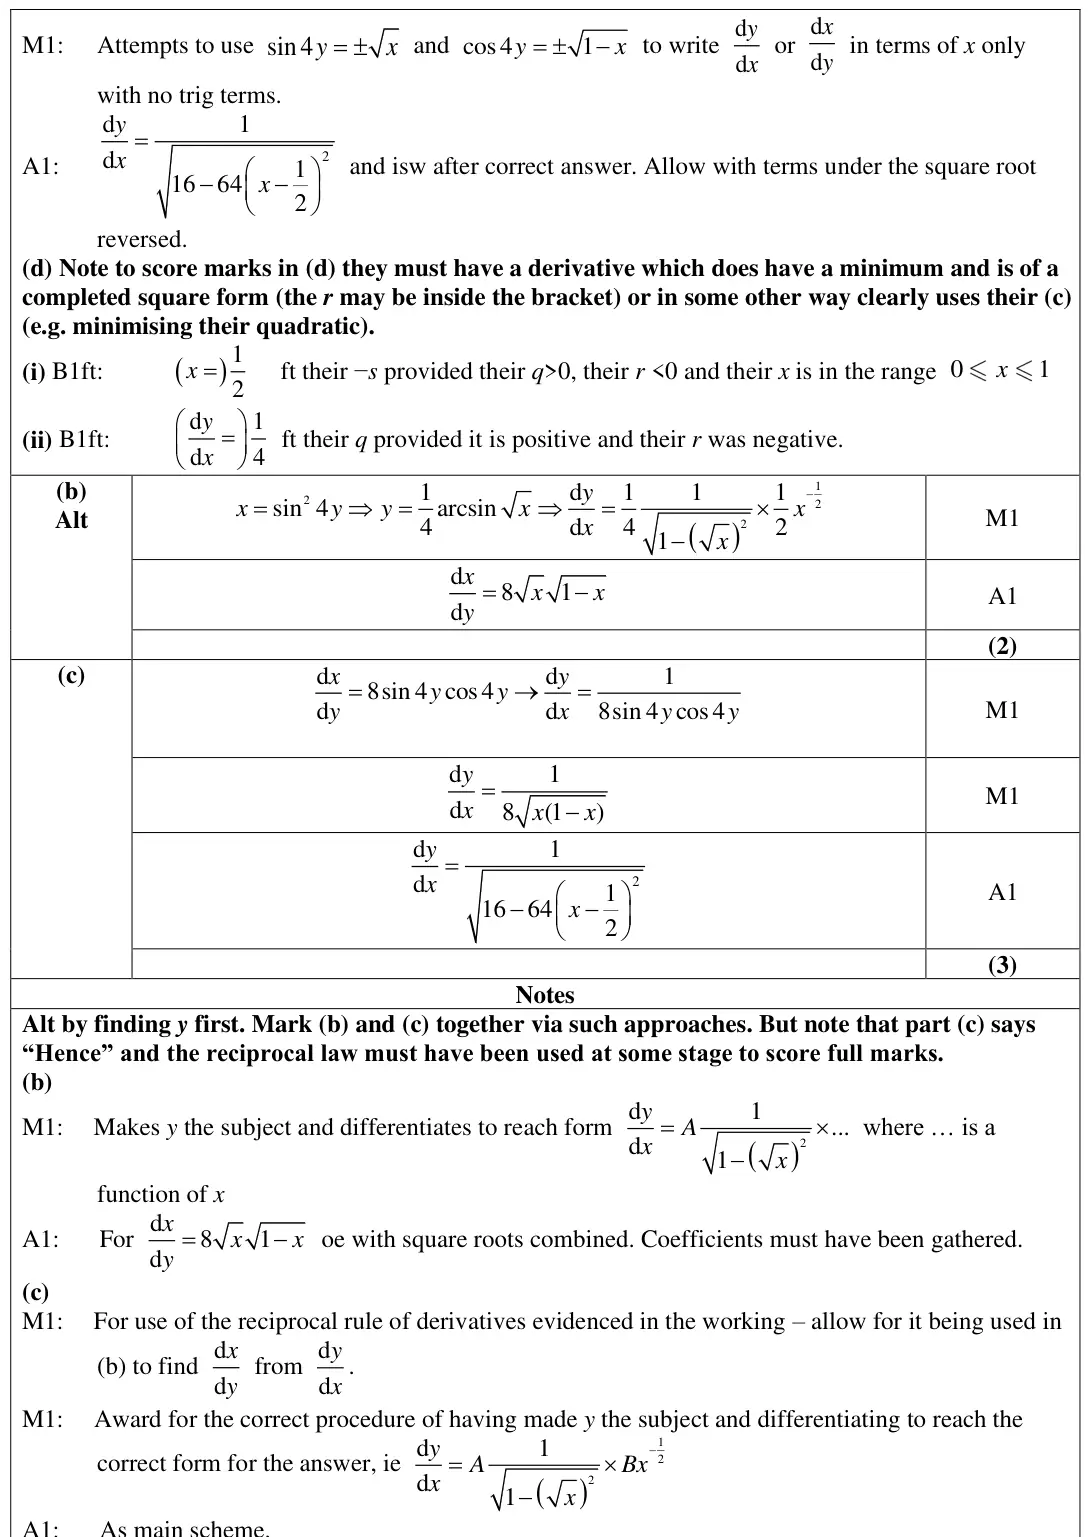 M1: Attempts to use sin 4y = ±√x and cos 4y = ±√(1−x) to write dy/dx or dx/dy in terms of x only
with no trig terms.
A1: dy/dx = 1/√(16−64(x−1/2)²) and isw after correct answer. Allow with terms under the square root
reversed.
(d) Note to score marks in (d) they must have a derivative which does have a minimum and is of a
completed square form (the r may be inside the bracket) or in some other way clearly uses their (c)
(e.g. minimising their quadratic).
(i) B1ft: (x =) 1/2 ft their −s provided their q>0, their r <0 and their x is in the range 0 ⩽ x ⩽ 1
(ii) B1ft: (dy/dx =) 1/4 ft their q provided it is positive and their r was negative.
(b)
Alt
x = sin² 4y ⇒ y = 1/4 arcsin √x ⇒ dy/dx = 1/4 1/√(1−(√x)²) × 1/2 x^(−1/2) M1
dx/dy = 8√x√(1−x) A1
(2)
(c) dx/dy = 8 sin 4y cos 4y → dy/dx = 1/(8 sin 4y cos 4y) M1
dy/dx = 1/(8√(x(1−x))) M1
dy/dx = 1/√(16−64(x−1/2)²) A1
(3)
Notes
Alt by finding y first. Mark (b) and (c) together via such approaches. But note that part (c) says
“Hence” and the reciprocal law must have been used at some stage to score full marks.
(b)
M1: Makes y the subject and differentiates to reach form dy/dx = A 1/√(1−(√x)²) ×... where … is a
function of x
A1: For dx/dy = 8√x√(1−x) oe with square roots combined. Coefficients must have been gathered.
(c)
M1: For use of the reciprocal rule of derivatives evidenced in the working – allow for it being used in
(b) to find dx/dy from dy/dx.
M1: Award for the correct procedure of having made y the subject and differentiating to reach the
correct form for the answer, ie dy/dx = A 1/√(1−(√x)²) × Bx^(−1/2)
A1: As main scheme.